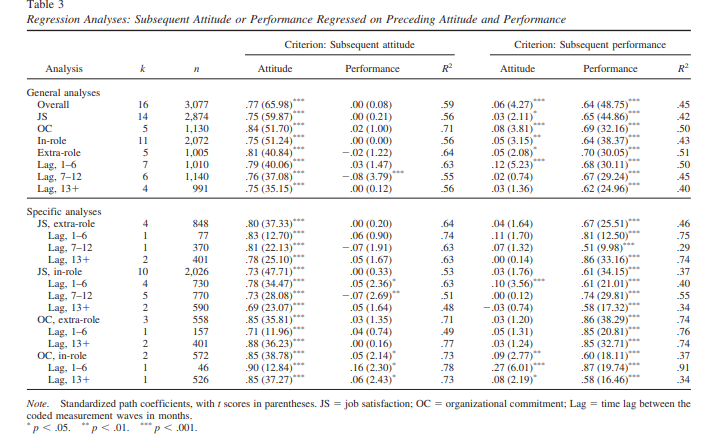 Table 3
Regression Analyses: Subsequent Attitude or Performance Regressed on Preceding Attitude and Performance
Criterion: Subsequent attitude Criterion: Subsequent performance
Analysis k n Attitude Performance R² Attitude Performance R²
General analyses
Overall 16 3,077 .77 (65.98)*** .00 (0.08) .59 .06 (4.27)*** .64 (48.75)*** .45
JS 14 2,874 .75 (59.87)*** .00 (0.21) .56 .03 (2.11)* .65 (44.86)*** .42
OC 5 1,130 .84 (51.70)*** .02 (1.00) .71 .08 (3.81)*** .69 (32.16)*** .50
In-role 11 2,072 .75 (51.24)*** .00 (0.00) .56 .05 (3.15)** .64 (38.37)*** .43
Extra-role 5 1,005 .81 (40.84)*** −.02 (1.22) .64 .05 (2.08)* .70 (30.05)*** .51
Lag, 1–6 7 1,010 .79 (40.06)*** .03 (1.47) .63 .12 (5.23)*** .68 (30.11)*** .50
Lag, 7–12 6 1,140 .76 (37.08)*** −.08 (3.79)*** .55 .02 (0.74) .67 (29.24)*** .45
Lag, 13+ 4 991 .75 (35.15)*** .00 (0.12) .56 .03 (1.36) .62 (24.96)*** .40
Specific analyses
JS, extra-role 4 848 .80 (37.33)*** .00 (0.20) .64 .04 (1.64) .67 (25.51)*** .46
Lag, 1–6 1 77 .83 (12.70)*** .06 (0.90) .74 .11 (1.70) .81 (12.50)*** .75
Lag, 7–12 1 370 .81 (22.13)*** −.07 (1.91) .63 .07 (1.32) .51 (9.98)*** .29
Lag, 13+ 2 401 .78 (25.10)*** .05 (1.67) .63 .00 (0.14) .86 (33.16)*** .74
JS, in-role 10 2,026 .73 (47.71)*** .00 (0.33) .53 .03 (1.76) .61 (34.15)*** .37
Lag, 1–6 4 730 .78 (34.47)*** .05 (2.36)* .63 .10 (3.56)*** .61 (21.01)*** .40
Lag, 7–12 5 770 .73 (28.08)*** −.07 (2.69)** .51 .00 (0.12) .74 (29.81)*** .55
Lag, 13+ 2 590 .69 (23.07)*** .05 (1.64) .48 −.03 (0.74) .58 (17.32)*** .34
OC, extra-role 3 558 .85 (35.81)*** .03 (1.35) .71 .03 (1.20) .86 (38.29)*** .74
Lag, 1–6 1 157 .71 (11.96)*** .04 (0.74) .49 .05 (1.31) .85 (20.81)*** .76
Lag, 13+ 2 401 .88 (36.23)*** .00 (0.16) .77 .03 (1.24) .85 (32.71)*** .74
OC, in-role 2 572 .85 (38.78)*** .05 (2.14)* .73 .09 (2.77)** .60 (18.11)*** .37
Lag, 1–6 1 46 .90 (12.84)*** .16 (2.30)* .78 .27 (6.01)*** .87 (19.74)*** .91
Lag, 13+ 1 526 .85 (37.27)*** .06 (2.43)* .73 .08 (2.19)* .58 (16.46)*** .34
Note. Standardized path coefficients, with t scores in parentheses. JS = job satisfaction; OC = organizational commitment; Lag = time lag between the
coded measurement waves in months.
*p < .05. **p < .01. ***p < .001.